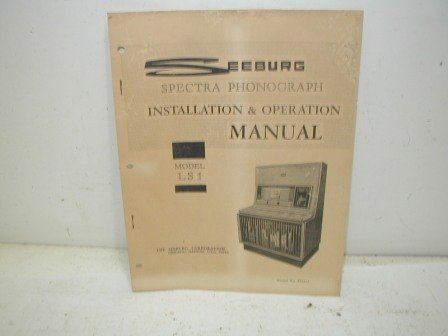 SEEBURG
SPECTRA PHONOGRAPH
INSTALLATION & OPERATION
MANUAL
MODEL
LS1
THE SEEBURG CORPORATION